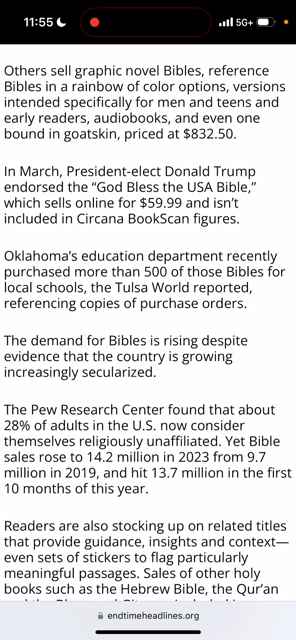 11:55
5G+
Others sell graphic novel Bibles, reference
Bibles in a rainbow of color options, versions
intended specifically for men and teens and
early readers, audiobooks, and even one
bound in goatskin, priced at $832.50.
In March, President-elect Donald Trump
endorsed the “God Bless the USA Bible,”
which sells online for $59.99 and isn’t
included in Circana BookScan figures.
Oklahoma’s education department recently
purchased more than 500 of those Bibles for
local schools, the Tulsa World reported,
referencing copies of purchase orders.
The demand for Bibles is rising despite
evidence that the country is growing
increasingly secularized.
The Pew Research Center found that about
28% of adults in the U.S. now consider
themselves religiously unaffiliated. Yet Bible
sales rose to 14.2 million in 2023 from 9.7
million in 2019, and hit 13.7 million in the first
10 months of this year.
Readers are also stocking up on related titles
that provide guidance, insights and context—
even sets of stickers to flag particularly
meaningful passages. Sales of other holy
books such as the Hebrew Bible, the Qur’an
endtimeheadlines.org